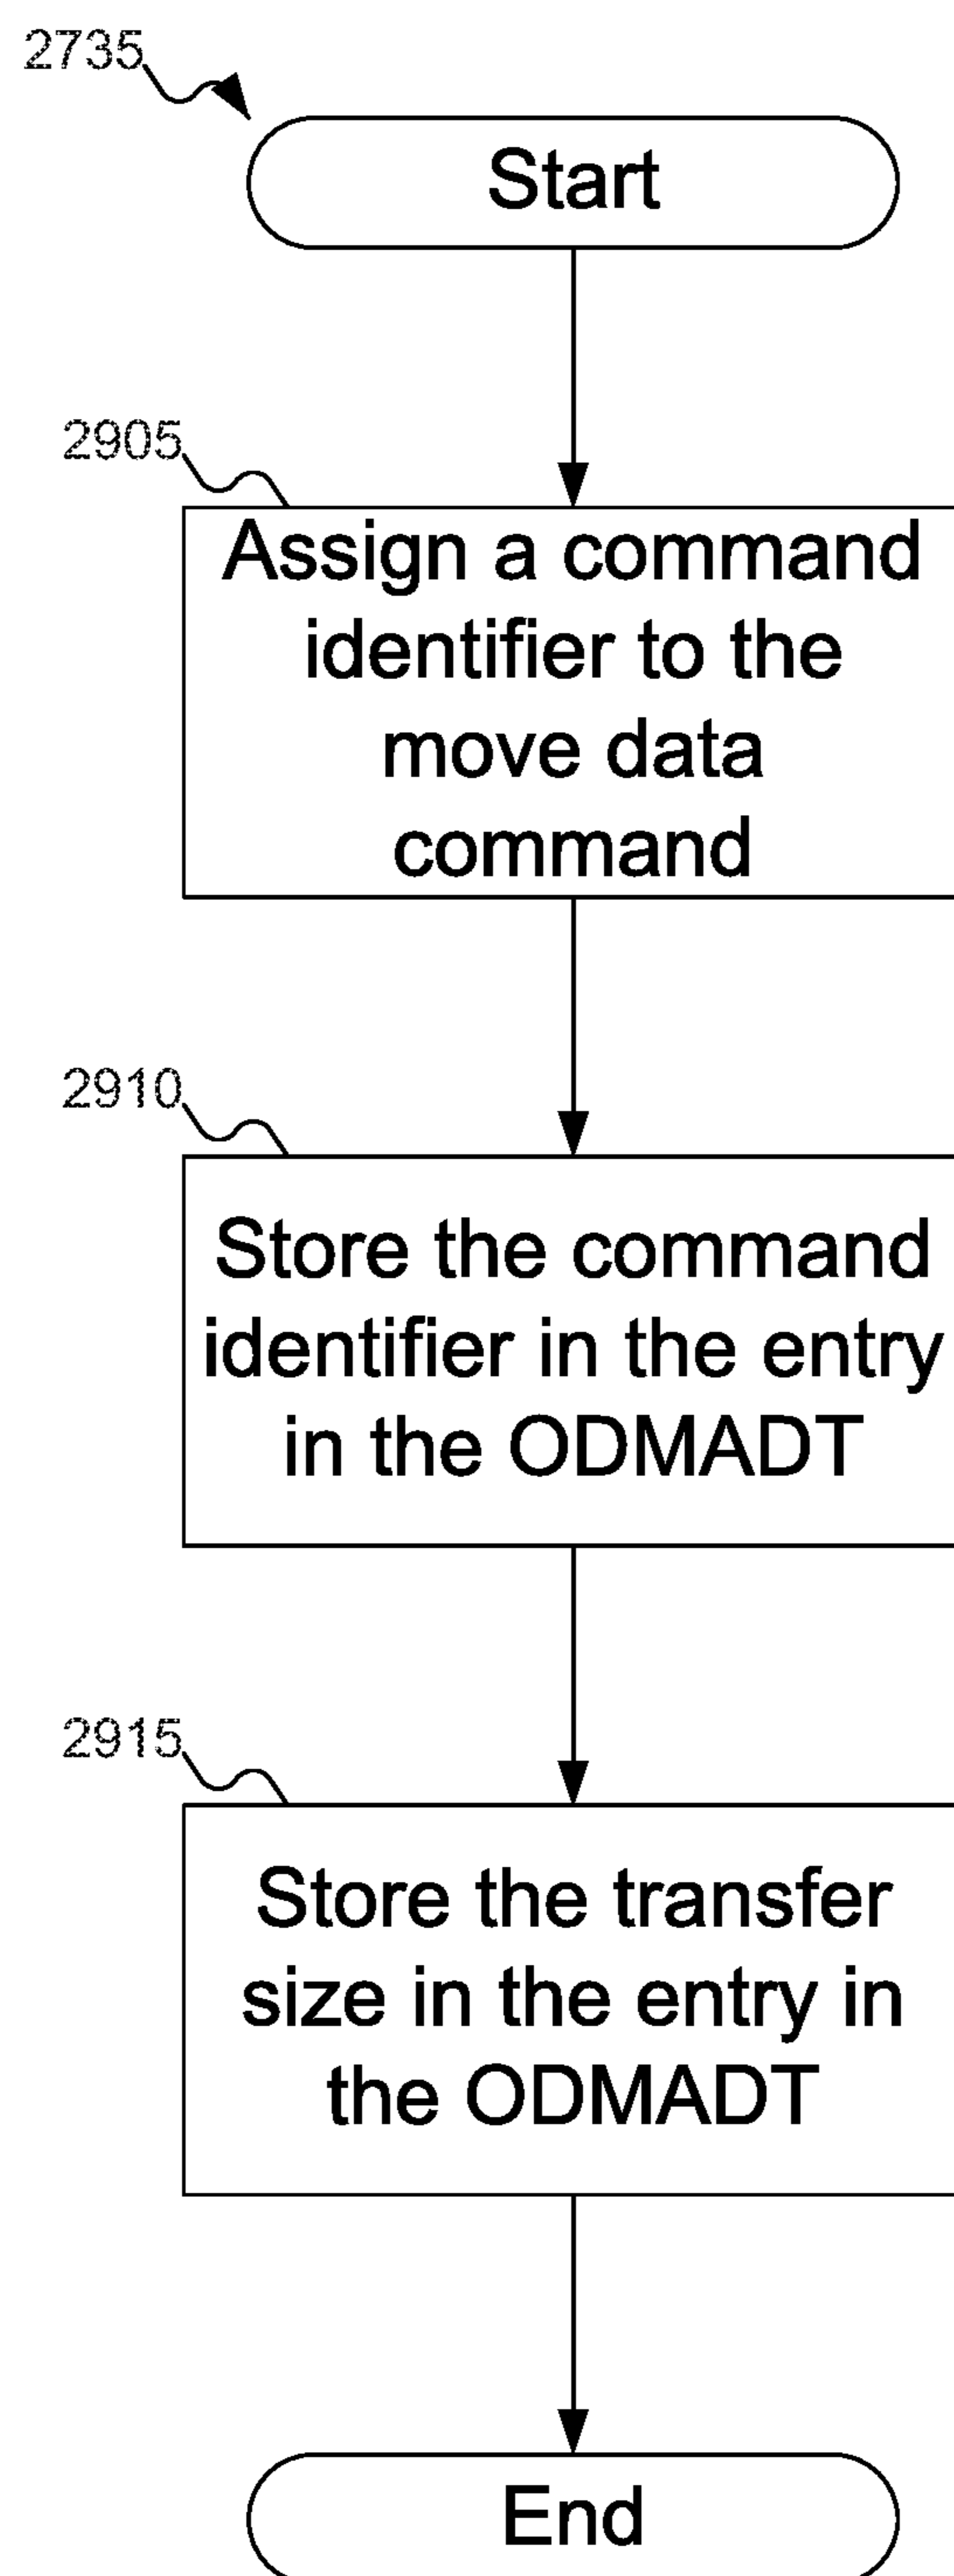 2735
Start
2905
Assign a command
identifier to the
move data
command
2910
Store the command
identifier in the entry
in the ODMADT
2915
Store the transfer
size in the entry in
the ODMADT
End